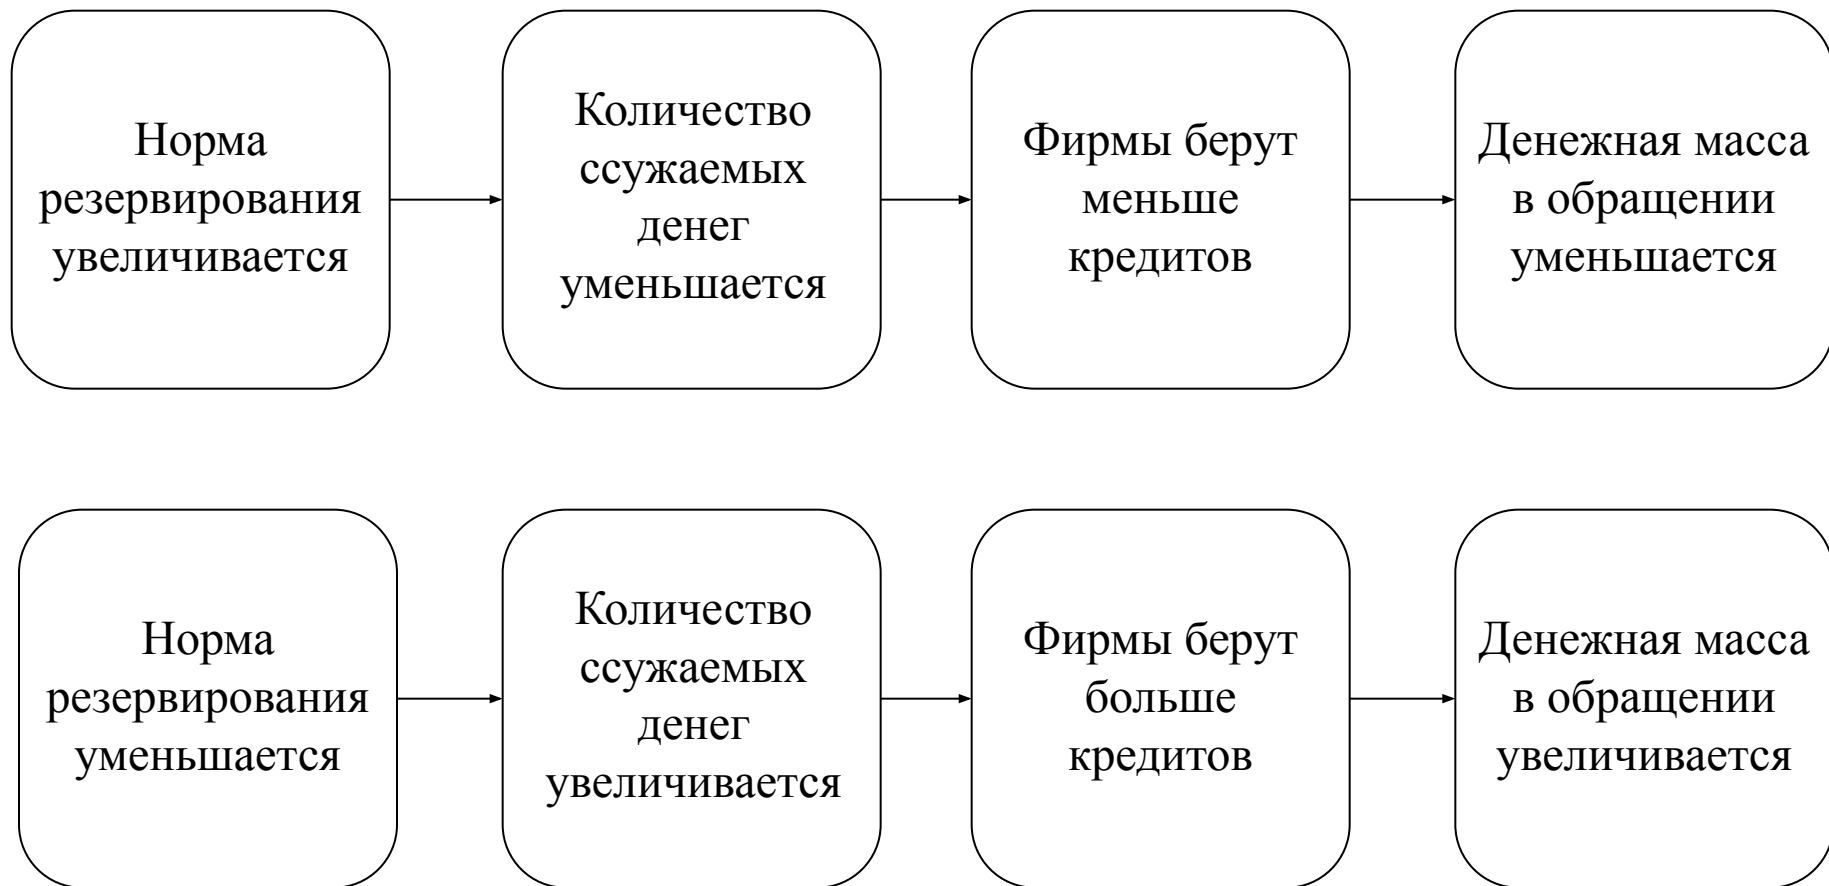 Норма
резервирования
увеличивается
Количество
ссужаемых
денег
уменьшается
Фирмы берут
меньше
кредитов
Денежная масса
в обращении
уменьшается
Норма
резервирования
уменьшается
Количество
ссужаемых
денег
увеличивается
Фирмы берут
больше
кредитов
Денежная масса
в обращении
увеличивается